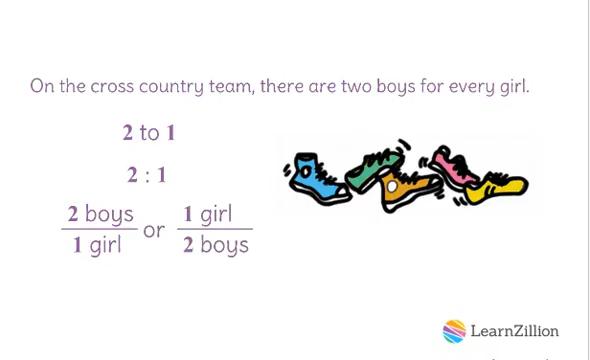 On the cross country team, there are two boys for every girl.
2 to 1
2 : 1
2 boys
1 girl
or
1 girl
2 boys
LearnZillion